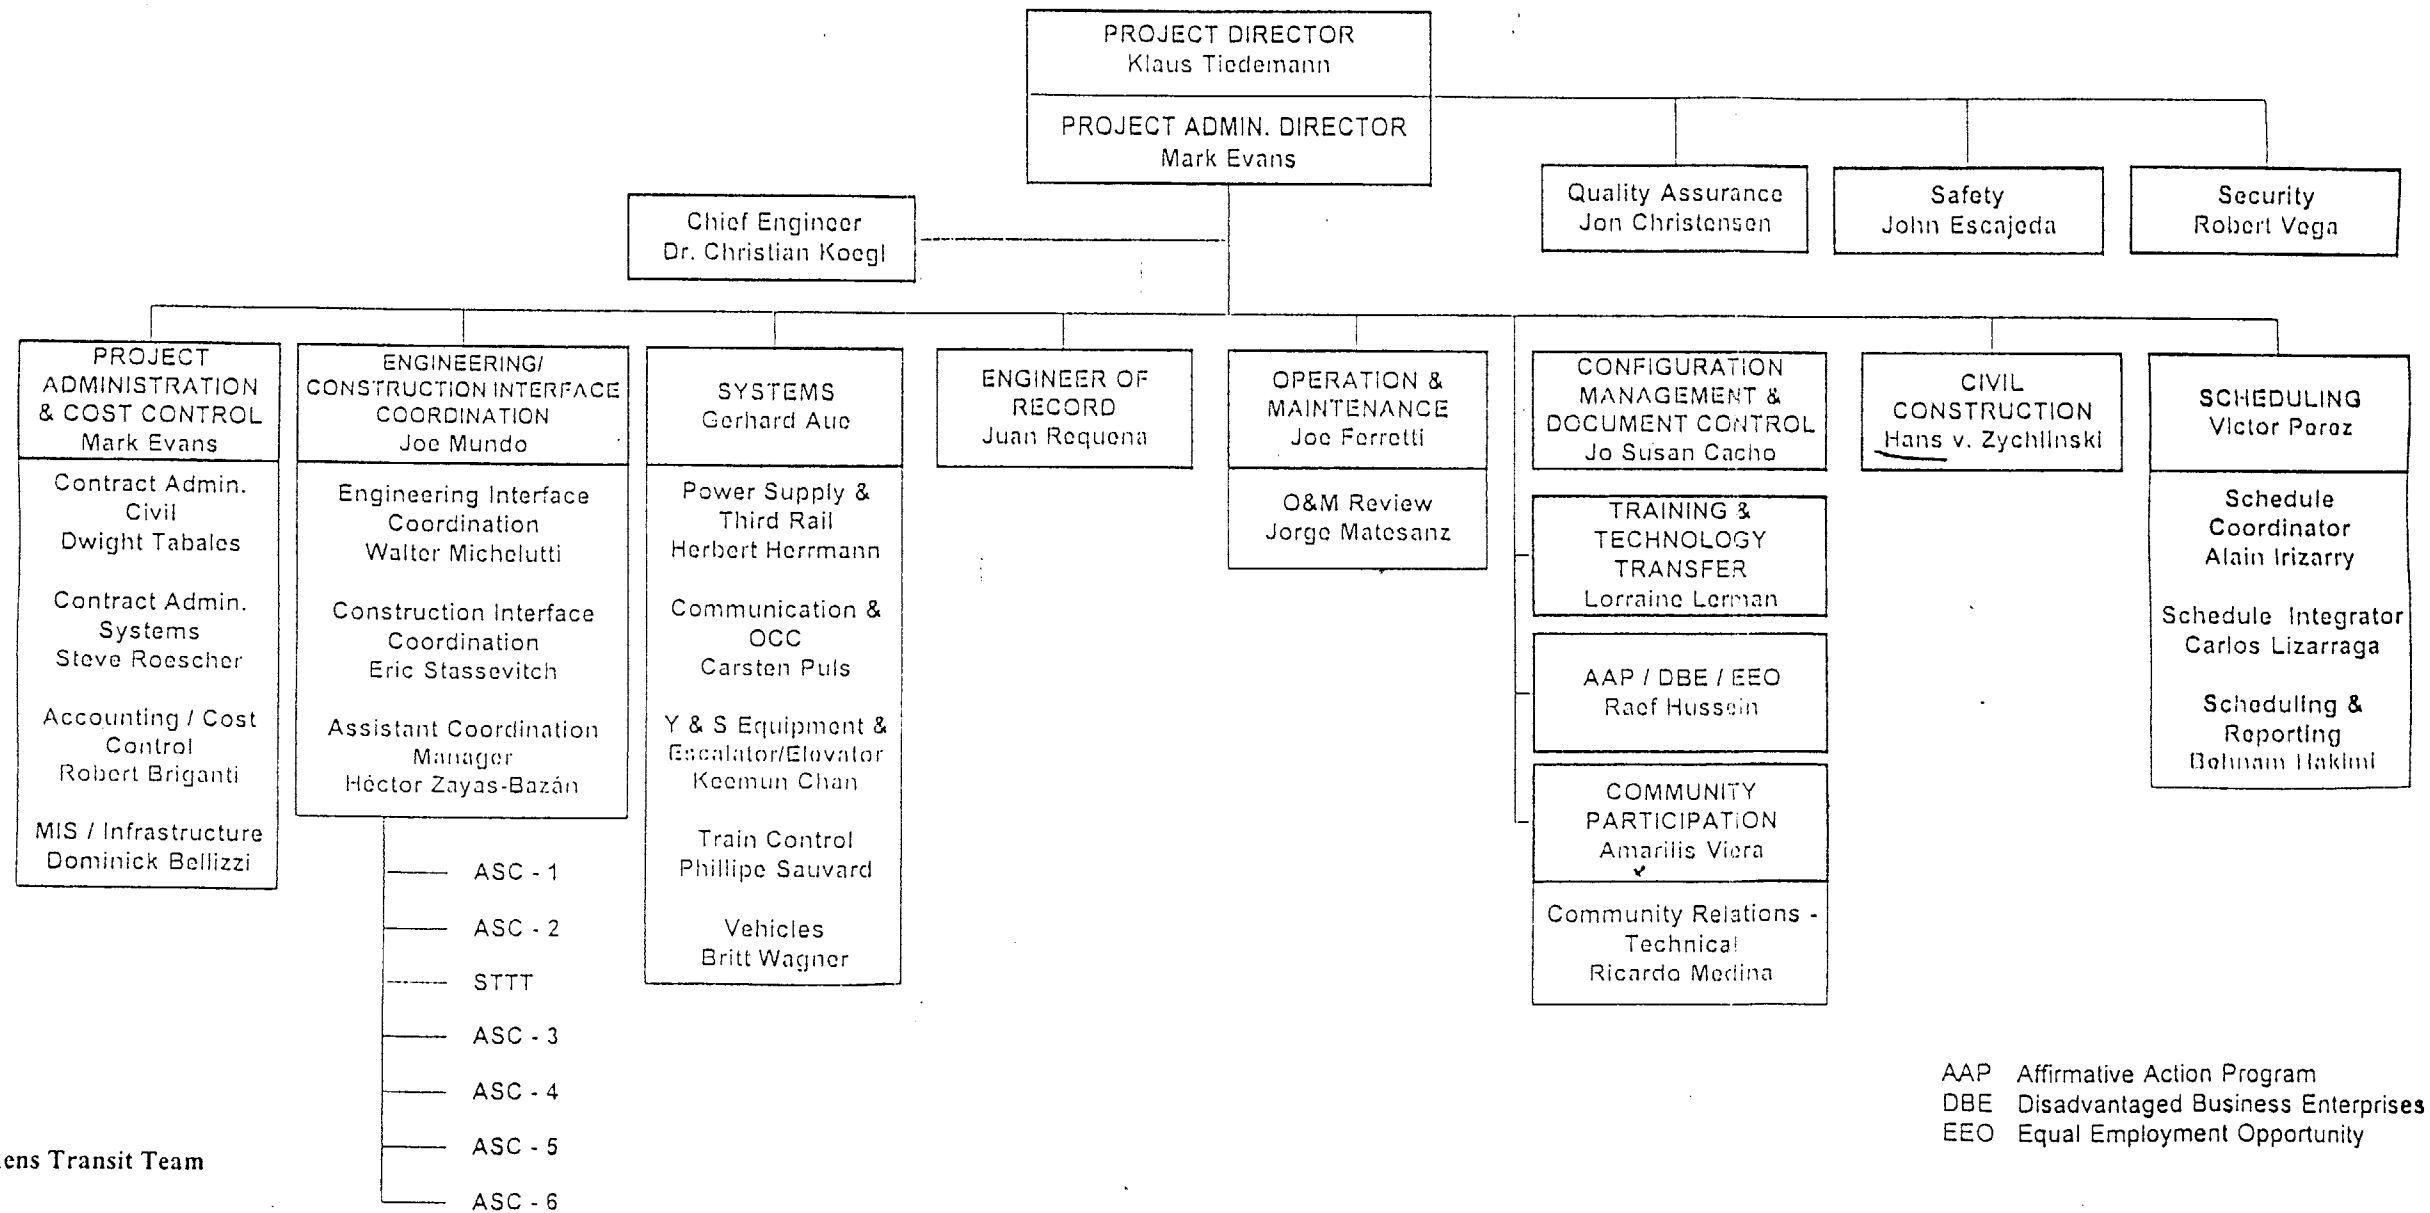 PROJECT DIRECTOR
Klaus Tiedemann
PROJECT ADMIN. DIRECTOR
Mark Evans
Quality Assurance
Jon Christensen
Safety
John Escajeda
Security
Robert Vega
Chief Engineer
Dr. Christian Koegl
PROJECT
ADMINISTRATION
& COST CONTROL
Mark Evans
Contract Admin.
Civil
Dwight Tabales
Contract Admin.
Systems
Steve Roescher
Accounting / Cost
Control
Robert Briganti
MIS / Infrastructure
Dominick Bellizzi
ENGINEERING/
CONSTRUCTION INTERFACE
COORDINATION
Joe Mundo
Engineering Interface
Coordination
Walter Michelutti
Construction Interface
Coordination
Eric Stassevitch
Assistant Coordination
Manager
Héctor Zayas-Bazán
ASC - 1
ASC - 2
STTT
ASC - 3
ASC - 4
ASC - 5
ASC - 6
SYSTEMS
Gerhard Aue
Power Supply &
Third Rail
Herbert Herrmann
Communication &
OCC
Carsten Puls
Y & S Equipment &
Escalator/Elevator
Keemun Chan
Train Control
Phillipe Sauvard
Vehicles
Britt Wagner
ENGINEER OF
RECORD
Juan Requena
OPERATION &
MAINTENANCE
Joe Ferretti
O&M Review
Jorge Matesanz
CONFIGURATION
MANAGEMENT &
DOCUMENT CONTROL
Jo Susan Cacho
TRAINING &
TECHNOLOGY
TRANSFER
Lorraine Lerman
AAP / DBE / EEO
Raef Hussein
COMMUNITY
PARTICIPATION
Amarilis Viera
Community Relations -
Technical
Ricardo Medina
CIVIL
CONSTRUCTION
Hans v. Zychlinski
SCHEDULING
Victor Perez
Schedule
Coordinator
Alain Irizarry
Schedule Integrator
Carlos Lizarraga
Scheduling &
Reporting
Behnam Hakimi
AAP Affirmative Action Program
DBE Disadvantaged Business Enterprises
EEO Equal Employment Opportunity
ens Transit Team